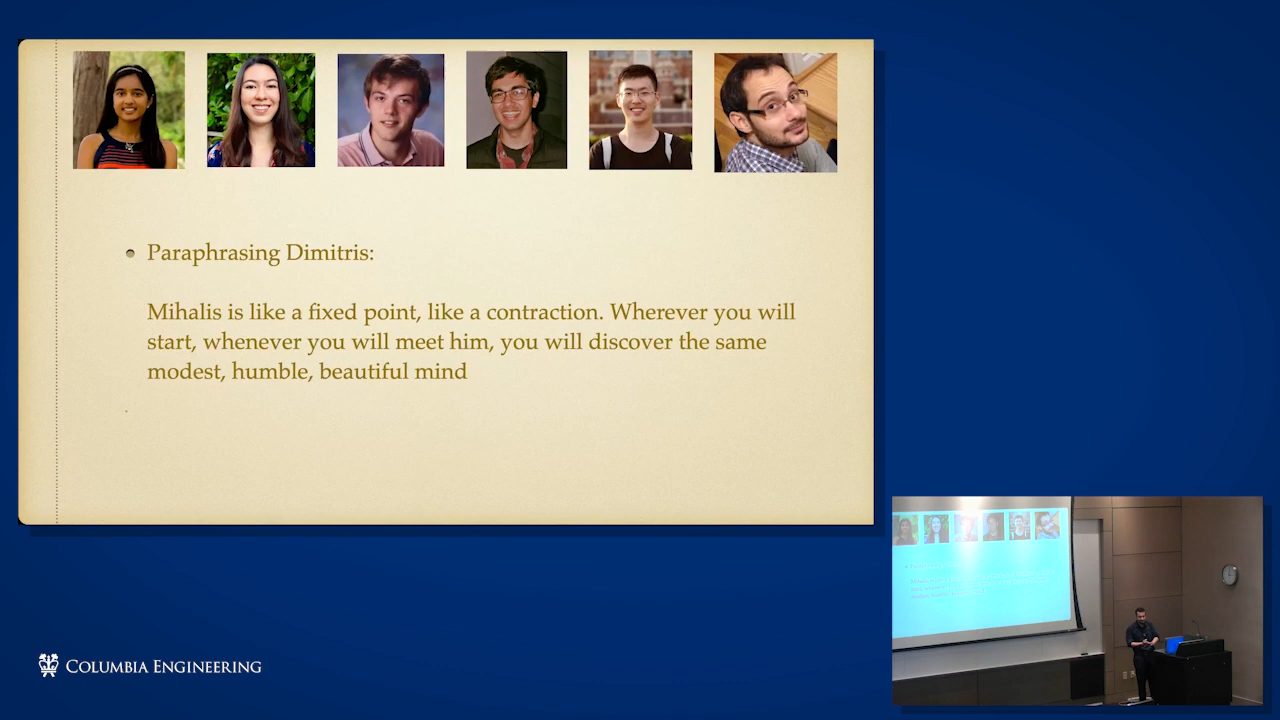 Paraphrasing Dimitris:
Mihalis is like a fixed point, like a contraction. Wherever you will
start, whenever you will meet him, you will discover the same
modest, humble, beautiful mind
COLUMBIA ENGINEERING